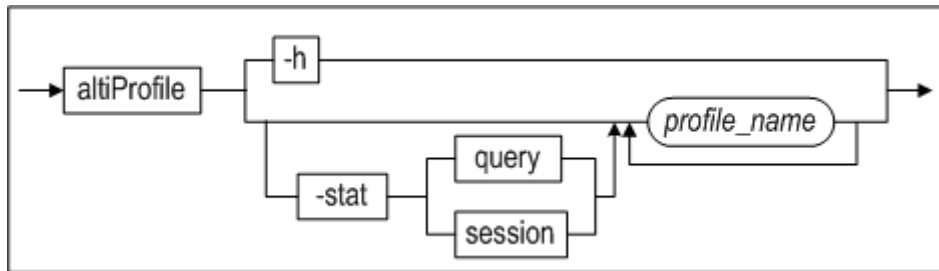 -h
altiProfile
profile_name
query
-stat
session